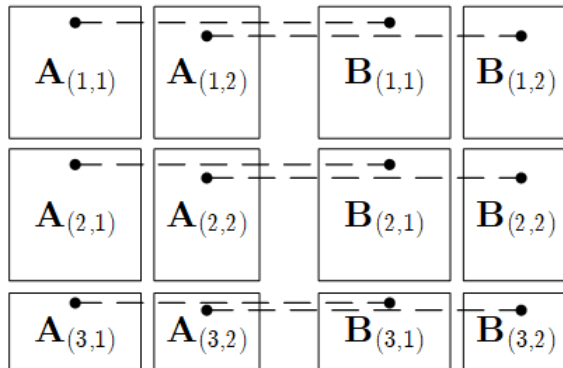 A(1,1) A(1,2) B(1,1) B(1,2)
A(2,1) A(2,2) B(2,1) B(2,2)
A(3,1) A(3,2) B(3,1) B(3,2)